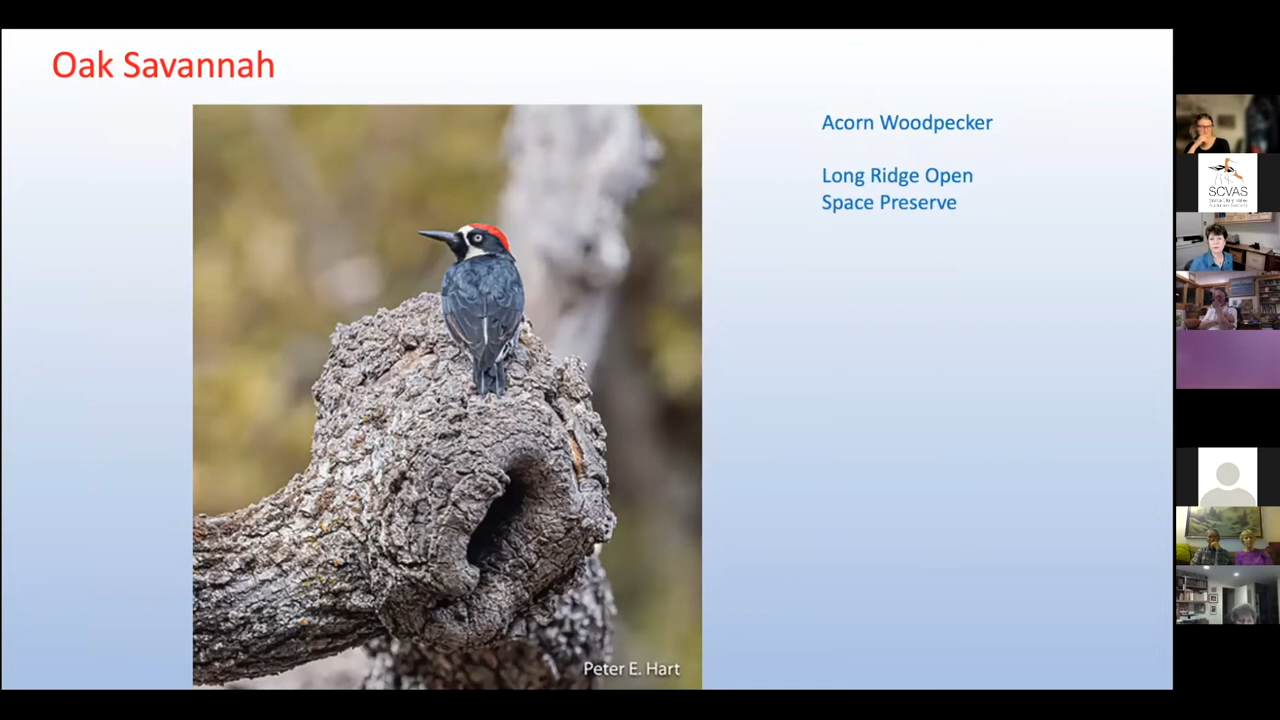 Oak Savannah
Acorn Woodpecker
Long Ridge Open
Space Preserve
Peter E. Hart
SCVAS